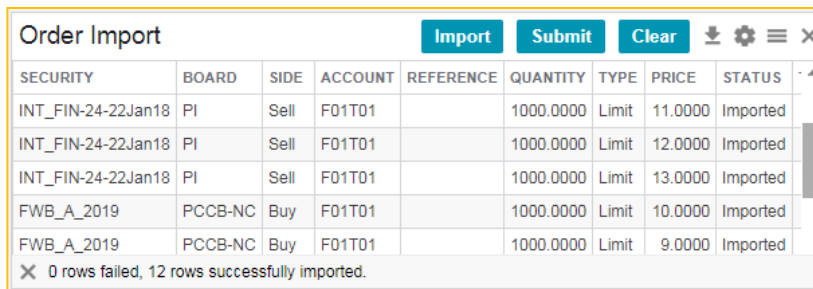 Order Import Import Submit Clear
SECURITY BOARD SIDE ACCOUNT REFERENCE QUANTITY TYPE PRICE STATUS
INT_FIN-24-22Jan18 PI Sell F01T01 1000.0000 Limit 11.0000 Imported
INT_FIN-24-22Jan18 PI Sell F01T01 1000.0000 Limit 12.0000 Imported
INT_FIN-24-22Jan18 PI Sell F01T01 1000.0000 Limit 13.0000 Imported
FWB_A_2019 PCCB-NC Buy F01T01 1000.0000 Limit 10.0000 Imported
FWB_A_2019 PCCB-NC Buy F01T01 1000.0000 Limit 9.0000 Imported
0 rows failed, 12 rows successfully imported.